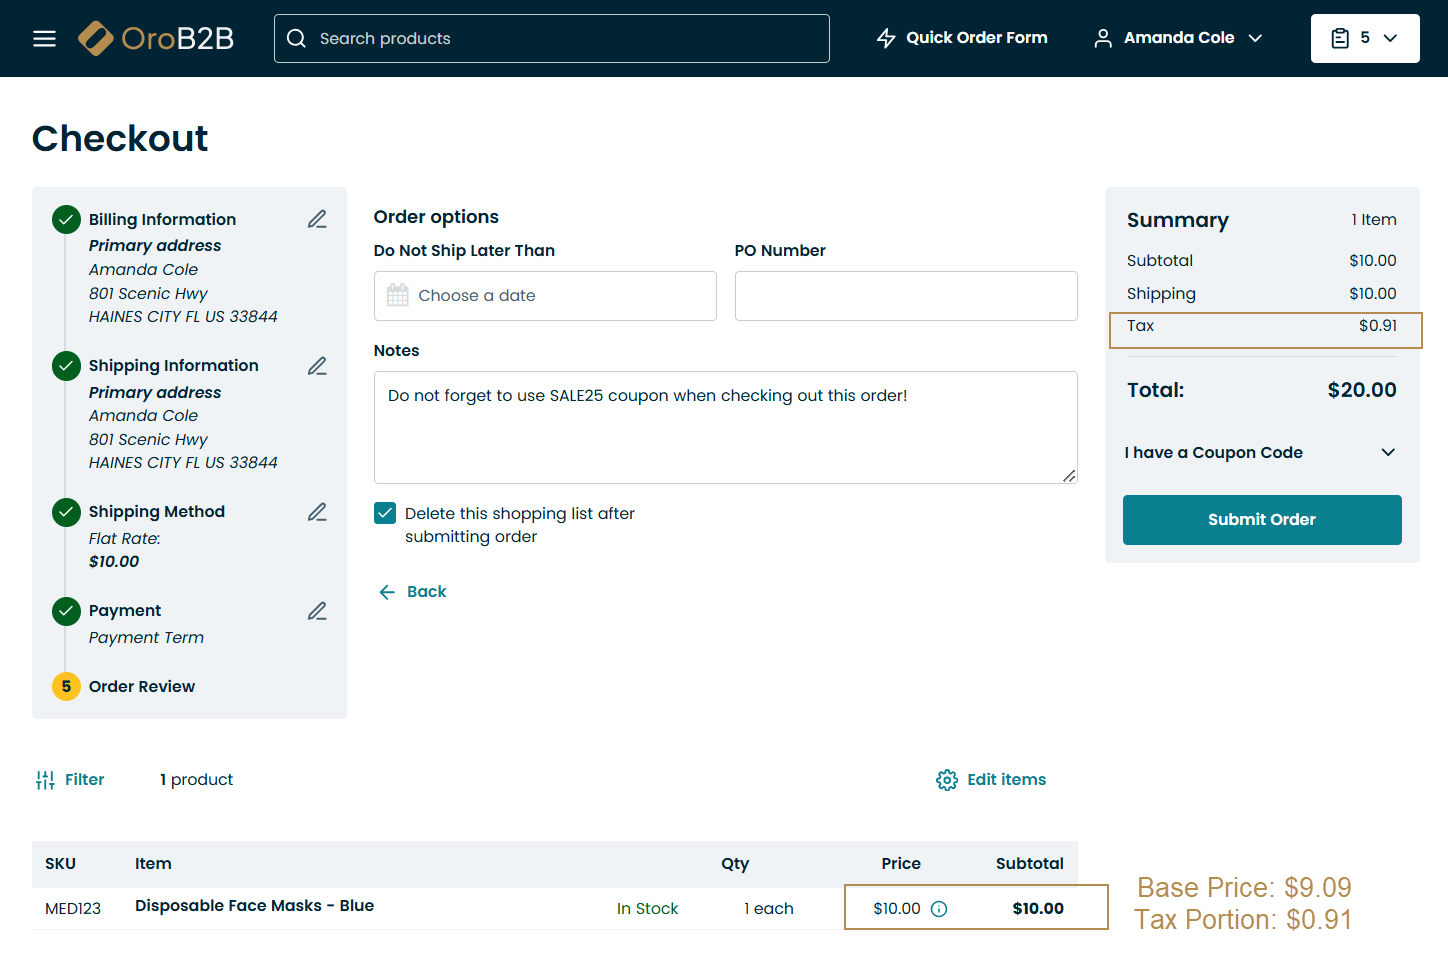 OroB2B
Search products
Quick Order Form
Amanda Cole
5
Checkout
Billing Information
Primary address
Amanda Cole
801 Scenic Hwy
HAINES CITY FL US 33844
Shipping Information
Primary address
Amanda Cole
801 Scenic Hwy
HAINES CITY FL US 33844
Shipping Method
Flat Rate:
$10.00
Payment
Payment Term
5 Order Review
Order options
Do Not Ship Later Than
Choose a date
PO Number
Notes
Do not forget to use SALE25 coupon when checking out this order!
Delete this shopping list after
submitting order
Back
Summary 1 Item
Subtotal $10.00
Shipping $10.00
Tax $0.91
Total: $20.00
I have a Coupon Code
Submit Order
Filter 1 product Edit items
SKU Item Qty Price Subtotal
MED123 Disposable Face Masks - Blue In Stock 1 each $10.00 $10.00
Base Price: $9.09
Tax Portion: $0.91